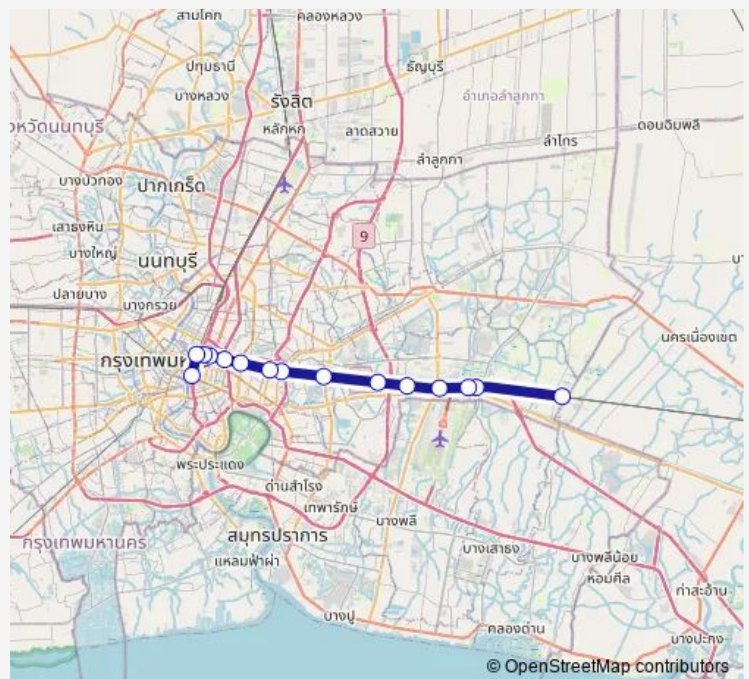 สามโคก
คลองหลวง
ปทุมธานี
ธัญบุรี
บางหลวง
รังสิต
อำเภอลำลูกกา
หลักหก
ลาดสวาย
ดอนฉิมพลี
ลำไทร
ลำลูกกา
บางบัวทอง
ปากเกร็ด
เสาธงหิน
9
บางใหญ่
นนทบุรี
ปลายบาง
บางกรวย
นครเนื่องเขต
พระประแดง
ด่านสำโรง
เทพารักษ์
บางพลี
สมุทรปราการ
กรุงเทพมหานคร
แหลมฟ้าผ่า
บางเสาธง
บางพลีน้อย
หอมศีล
ท่าสะอ้าน
บางปู
คลองด่าน
บางปะกง
© OpenStreetMap contributors